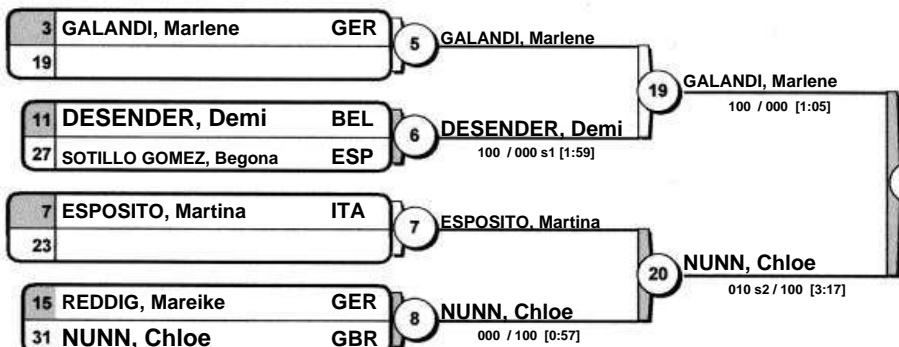 3 GALANDI, Marlene GER
19
5 GALANDI, Marlene
11 DESENDER, Demi BEL
27 SOTILLO GOMEZ, Begona ESP
6 DESENDER, Demi
100 / 000 s1 [1:59]
19 GALANDI, Marlene
100 / 000 [1:05]
7 ESPOSITO, Martina ITA
23
7 ESPOSITO, Martina
15 REDDIG, Mareike GER
31 NUNN, Chloe GBR
8 NUNN, Chloe
000 / 100 [0:57]
20 NUNN, Chloe
010 s2 / 100 [3:17]